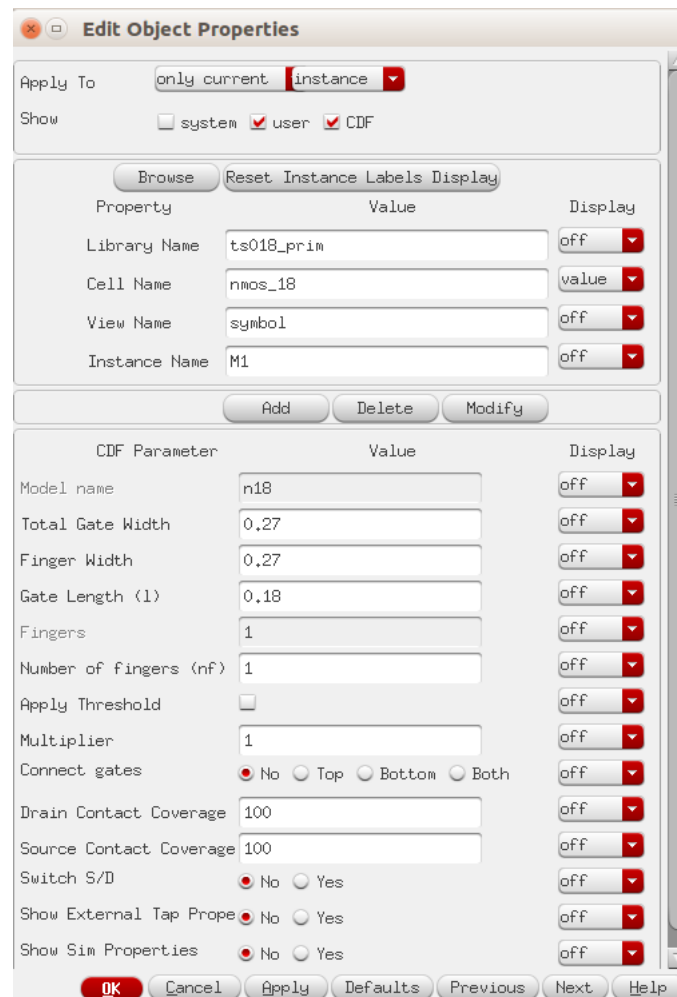 Edit Object Properties
Apply To only current instance
Show system user CDF
Browse Reset Instance Labels Display
Property Value Display
Library Name ts018_prim off
Cell Name nmos_18 value
View Name symbol off
Instance Name M1 off
Add Delete Modify
CDF Parameter Value Display
Model name n18 off
Total Gate Width 0.27 off
Finger Width 0.27 off
Gate Length (l) 0.18 off
Fingers 1 off
Number of fingers (nf) 1 off
Apply Threshold off
Multiplier 1 off
Connect gates No Top Bottom Both off
Drain Contact Coverage 100 off
Source Contact Coverage 100 off
Switch S/D No Yes off
Show External Tap Prope No Yes off
Show Sim Properties No Yes off
OK Cancel Apply Defaults Previous Next Help